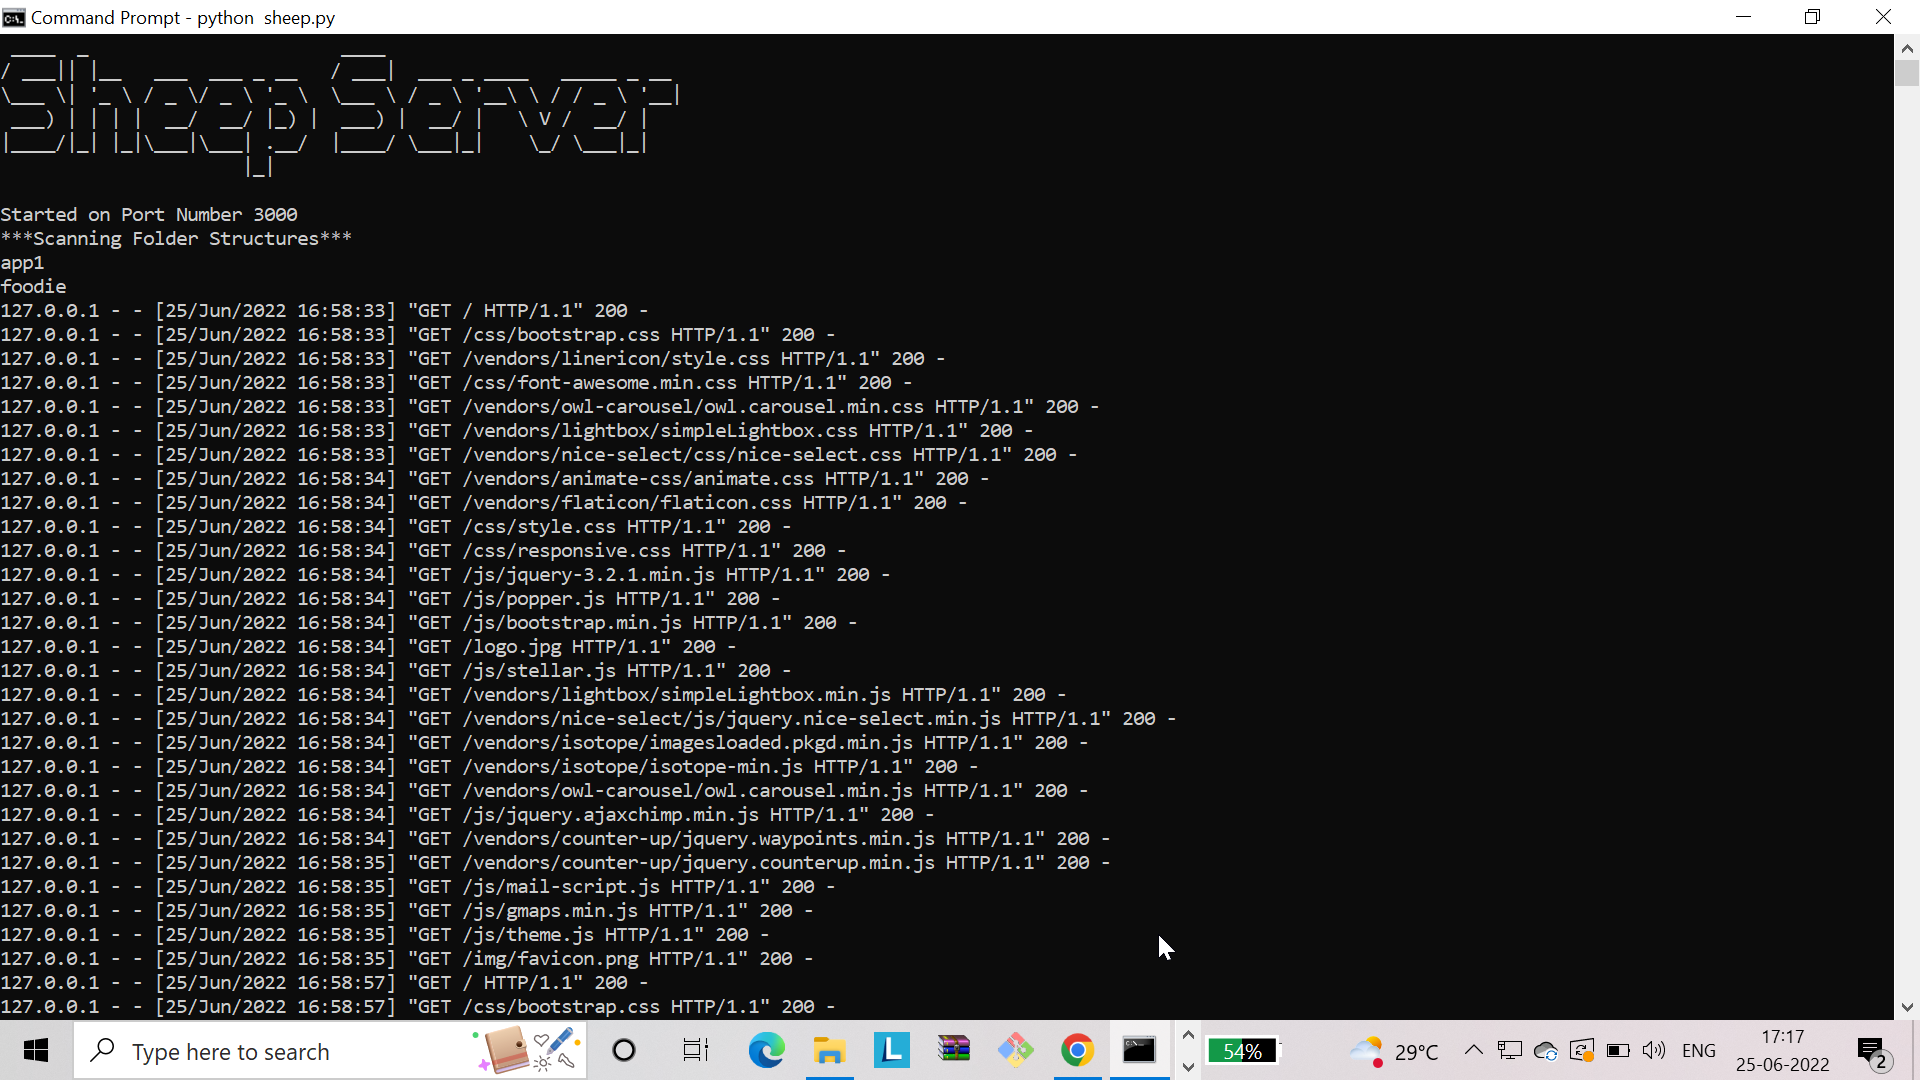 Command Prompt - python  sheep.py
Sheep Server
Started on Port Number 3000
***Scanning Folder Structures***
app1
foodie
127.0.0.1 - - [25/Jun/2022 16:58:33] "GET / HTTP/1.1" 200 -
127.0.0.1 - - [25/Jun/2022 16:58:33] "GET /css/bootstrap.css HTTP/1.1" 200 -
127.0.0.1 - - [25/Jun/2022 16:58:33] "GET /vendors/linericon/style.css HTTP/1.1" 200 -
127.0.0.1 - - [25/Jun/2022 16:58:33] "GET /css/font-awesome.min.css HTTP/1.1" 200 -
127.0.0.1 - - [25/Jun/2022 16:58:33] "GET /vendors/owl-carousel/owl.carousel.min.css HTTP/1.1" 200 -
127.0.0.1 - - [25/Jun/2022 16:58:33] "GET /vendors/lightbox/simpleLightbox.css HTTP/1.1" 200 -
127.0.0.1 - - [25/Jun/2022 16:58:33] "GET /vendors/nice-select/css/nice-select.css HTTP/1.1" 200 -
127.0.0.1 - - [25/Jun/2022 16:58:34] "GET /vendors/animate-css/animate.css HTTP/1.1" 200 -
127.0.0.1 - - [25/Jun/2022 16:58:34] "GET /vendors/flaticon/flaticon.css HTTP/1.1" 200 -
127.0.0.1 - - [25/Jun/2022 16:58:34] "GET /css/style.css HTTP/1.1" 200 -
127.0.0.1 - - [25/Jun/2022 16:58:34] "GET /css/responsive.css HTTP/1.1" 200 -
127.0.0.1 - - [25/Jun/2022 16:58:34] "GET /js/jquery-3.2.1.min.js HTTP/1.1" 200 -
127.0.0.1 - - [25/Jun/2022 16:58:34] "GET /js/popper.js HTTP/1.1" 200 -
127.0.0.1 - - [25/Jun/2022 16:58:34] "GET /js/bootstrap.min.js HTTP/1.1" 200 -
127.0.0.1 - - [25/Jun/2022 16:58:34] "GET /logo.jpg HTTP/1.1" 200 -
127.0.0.1 - - [25/Jun/2022 16:58:34] "GET /js/stellar.js HTTP/1.1" 200 -
127.0.0.1 - - [25/Jun/2022 16:58:34] "GET /vendors/lightbox/simpleLightbox.min.js HTTP/1.1" 200 -
127.0.0.1 - - [25/Jun/2022 16:58:34] "GET /vendors/nice-select/js/jquery.nice-select.min.js HTTP/1.1" 200 -
127.0.0.1 - - [25/Jun/2022 16:58:34] "GET /vendors/isotope/imagesloaded.pkgd.min.js HTTP/1.1" 200 -
127.0.0.1 - - [25/Jun/2022 16:58:34] "GET /vendors/isotope/isotope-min.js HTTP/1.1" 200 -
127.0.0.1 - - [25/Jun/2022 16:58:34] "GET /vendors/owl-carousel/owl.carousel.min.js HTTP/1.1" 200 -
127.0.0.1 - - [25/Jun/2022 16:58:34] "GET /js/jquery.ajaxchimp.min.js HTTP/1.1" 200 -
127.0.0.1 - - [25/Jun/2022 16:58:34] "GET /vendors/counter-up/jquery.waypoints.min.js HTTP/1.1" 200 -
127.0.0.1 - - [25/Jun/2022 16:58:35] "GET /vendors/counter-up/jquery.counterup.min.js HTTP/1.1" 200 -
127.0.0.1 - - [25/Jun/2022 16:58:35] "GET /js/mail-script.js HTTP/1.1" 200 -
127.0.0.1 - - [25/Jun/2022 16:58:35] "GET /js/gmaps.min.js HTTP/1.1" 200 -
127.0.0.1 - - [25/Jun/2022 16:58:35] "GET /js/theme.js HTTP/1.1" 200 -
127.0.0.1 - - [25/Jun/2022 16:58:35] "GET /img/favicon.png HTTP/1.1" 200 -
127.0.0.1 - - [25/Jun/2022 16:58:57] "GET / HTTP/1.1" 200 -
127.0.0.1 - - [25/Jun/2022 16:58:57] "GET /css/bootstrap.css HTTP/1.1" 200 -
Type here to search
L
54%
29°C
ENG
17:17
25-06-2022
2